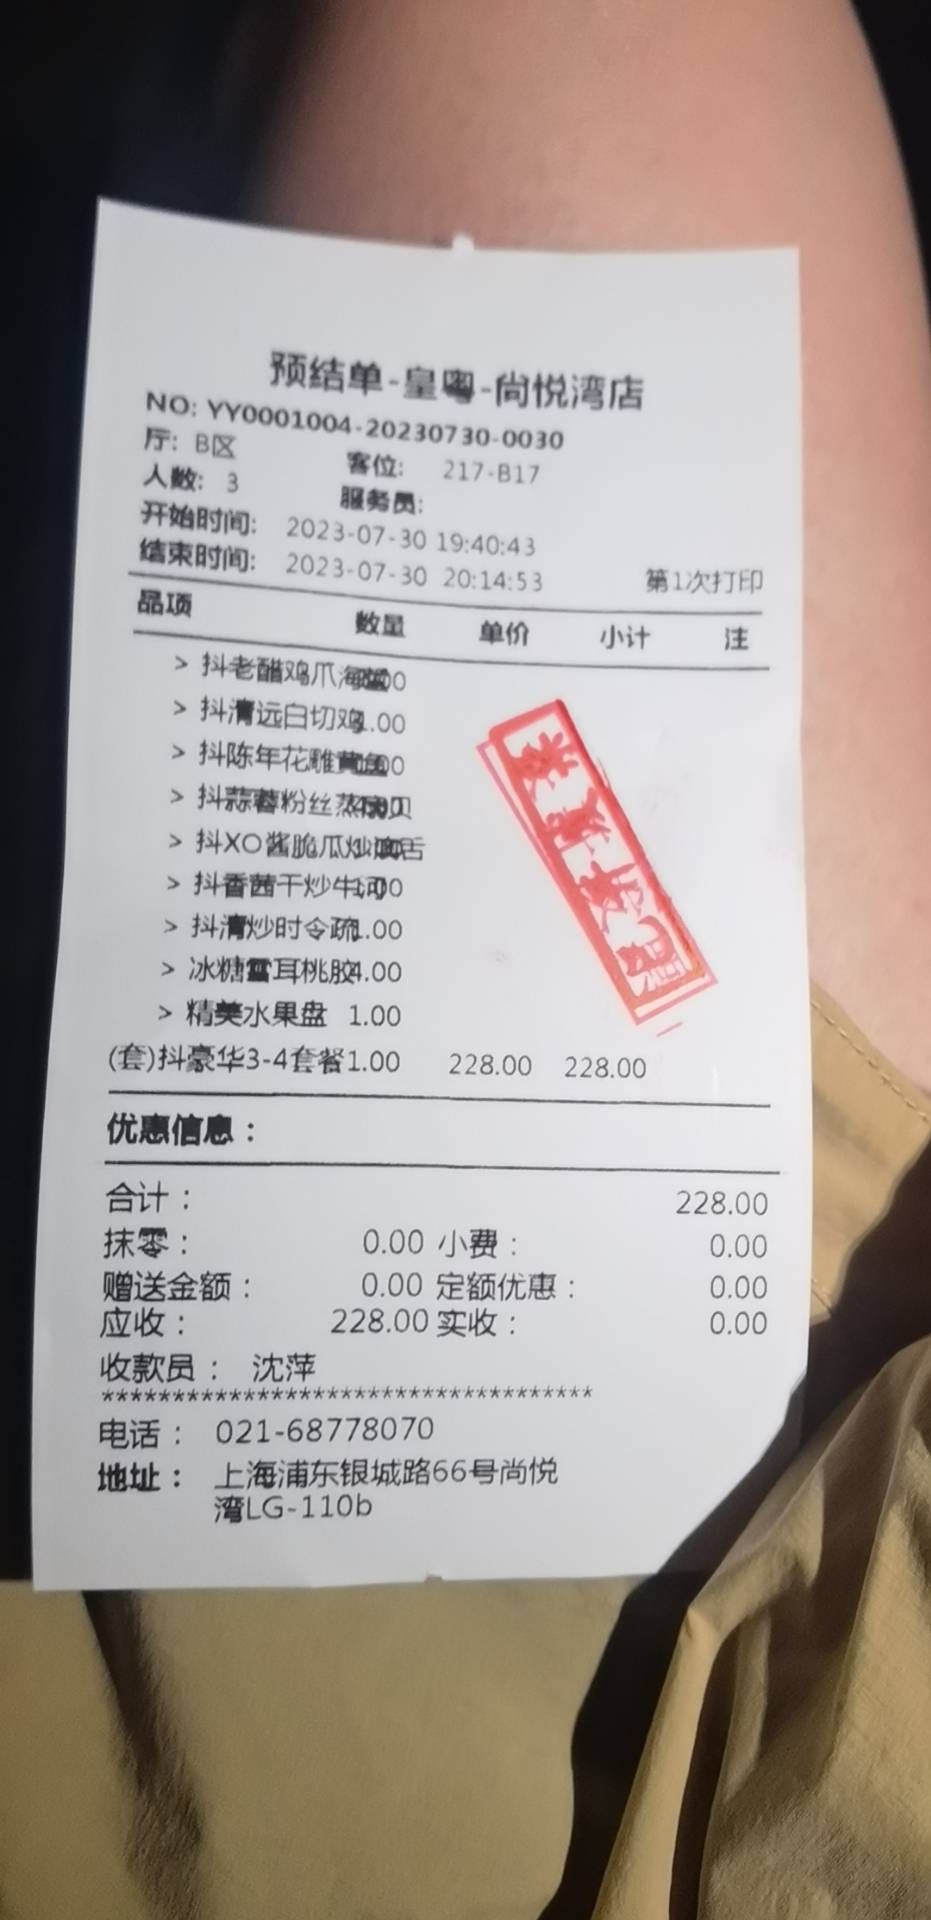 预结单-皇粤-尚悦湾店
NO: YY0001004-20230730-0030
厅: B区 客位: 217-B17
人数: 3 服务员:
开始时间: 2023-07-30 19:40:43
结束时间: 2023-07-30 20:14:53 第1次打印
品项 数量 单价 小计 注
> 抖老醋鸡爪海
> 抖清远白切鸡1.00
> 抖陈年花雕黄鱼
> 抖蒜蓉粉丝蒸扇贝
> 抖XO酱脆瓜炒
> 抖香茜干炒牛河1.00
> 抖清炒时令疏1.00
> 冰糖雪耳桃胶4.00
> 精美水果盘 1.00
(套)抖豪华3-4套餐1.00 228.00 228.00
优惠信息：
合计： 228.00
抹零： 0.00 小费： 0.00
赠送金额： 0.00 定额优惠： 0.00
应收： 228.00 实收： 0.00
收款员： 沈萍
***********************************
电话： 021-68778070
地址： 上海浦东银城路66号尚悦
湾LG-110b